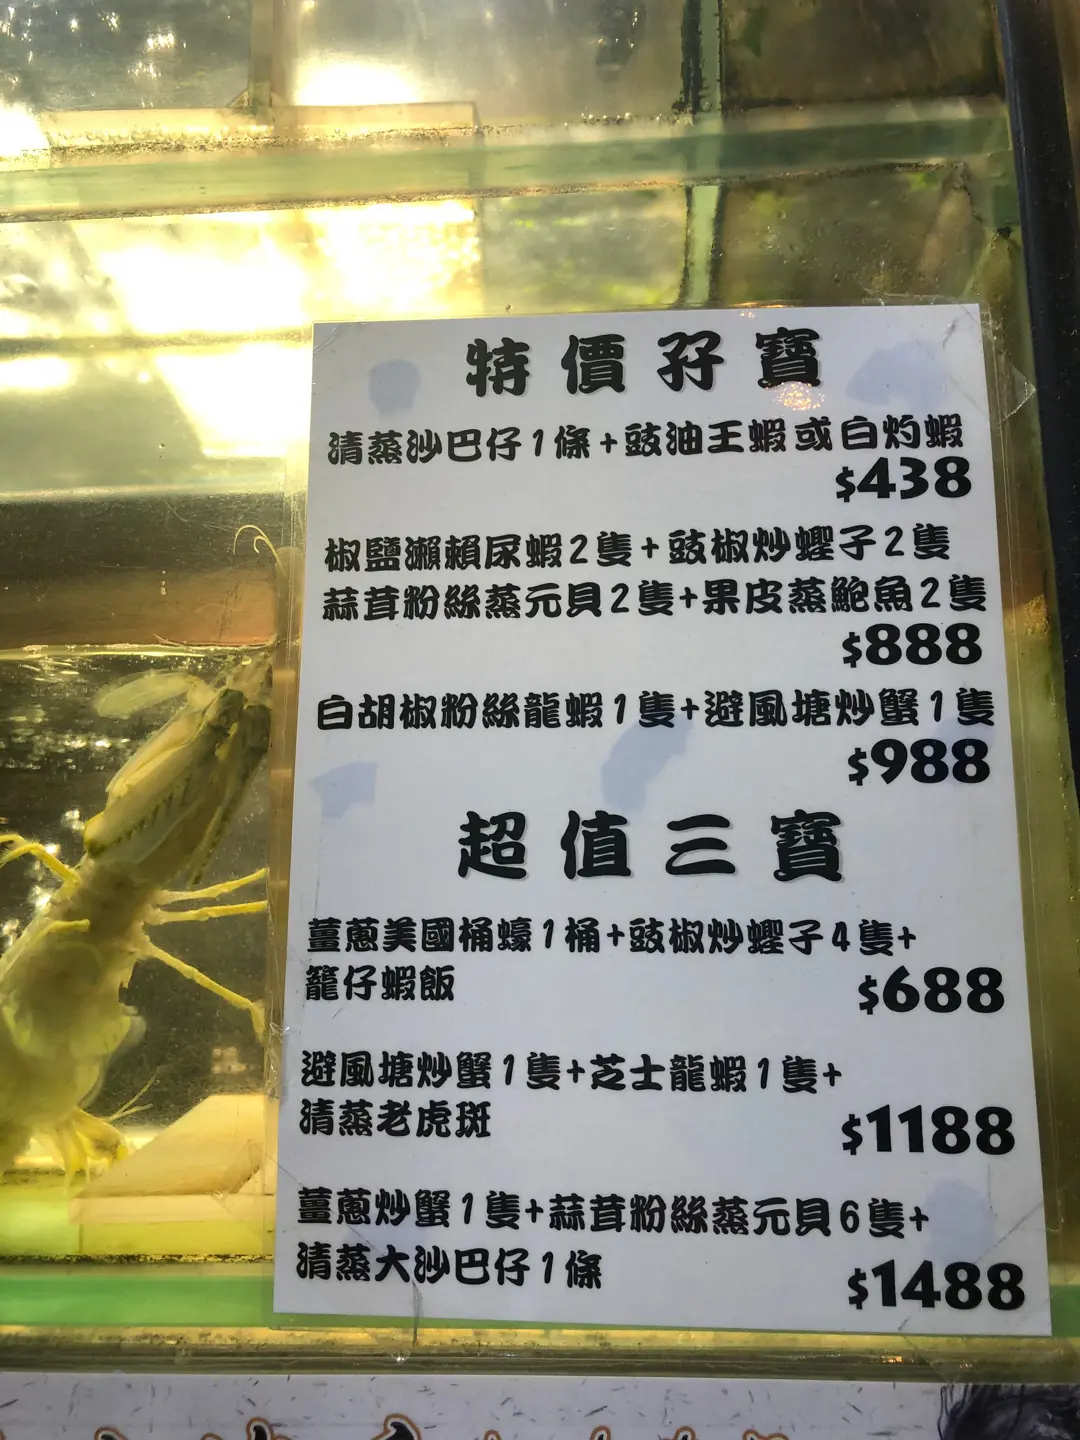 特價孖寶
清蒸沙巴仔1條+豉油王蝦或白灼蝦
$438
椒鹽瀨賴尿蝦2隻+豉椒炒蟶子2隻
蒜茸粉絲蒸元貝2隻+果皮蒸鮑魚2隻
$888
白胡椒粉絲龍蝦1隻+避風塘炒蟹1隻
$988
超值三寶
薑蔥美國桶蠔1桶+豉椒炒蟶子4隻+
籠仔蝦飯
$688
避風塘炒蟹1隻+芝士龍蝦1隻+
清蒸老虎斑
$1188
薑蔥炒蟹1隻+蒜茸粉絲蒸元貝6隻+
清蒸大沙巴仔1條
$1488